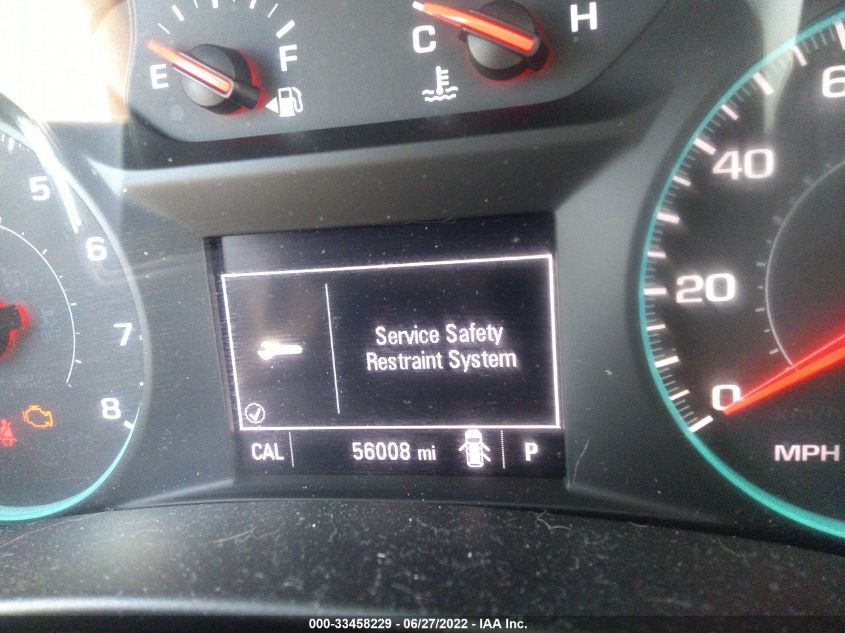 F
E
C
H
5
6
7
8
40
20
0
MPH
Service Safety
Restraint System
CAL
56008 mi
P
000-33458229 - 06/27/2022 - IAA Inc.